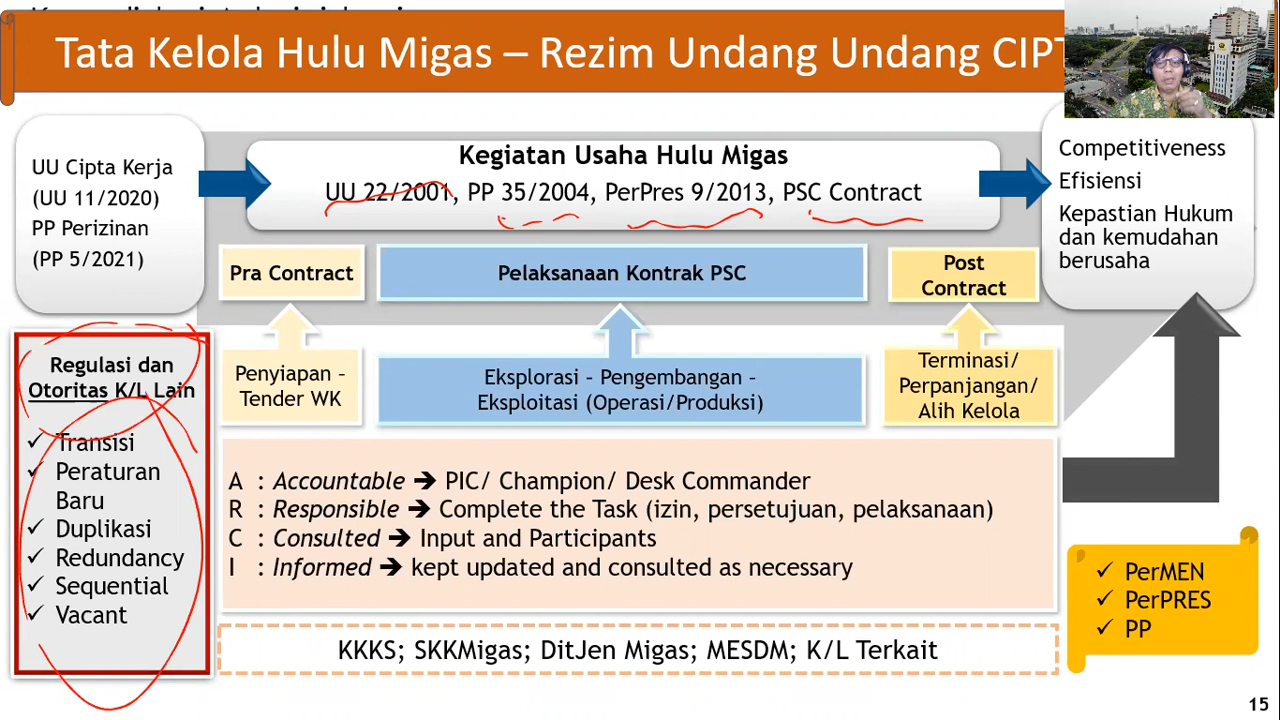 Tata Kelola Hulu Migas – Rezim Undang Undang
UU Cipta Kerja
(UU 11/2020)
PP Perizinan
(PP 5/2021)
Kegiatan Usaha Hulu Migas
UU 22/2001, PP 35/2004, PerPres 9/2013, PSC Contract
Competitiveness
Efisiensi
Kepastian Hukum
dan kemudahan
berusaha
Pra Contract
Pelaksanaan Kontrak PSC
Post
Contract
Penyiapan –
Tender WK
Eksplorasi – Pengembangan –
Eksploitasi (Operasi/Produksi)
Terminasi/
Perpanjangan/
Alih Kelola
Regulasi dan
Otoritas K/L Lain
✓ Transisi
✓ Peraturan
Baru
✓ Duplikasi
✓ Redundancy
✓ Sequential
✓ Vacant
A : Accountable ➔ PIC/ Champion/ Desk Commander
R : Responsible ➔ Complete the Task (izin, persetujuan, pelaksanaan)
C : Consulted ➔ Input and Participants
I : Informed ➔ kept updated and consulted as necessary
✓ PerMEN
✓ PerPRES
✓ PP
KKKS; SKKMigas; DitJen Migas; MESDM; K/L Terkait
15